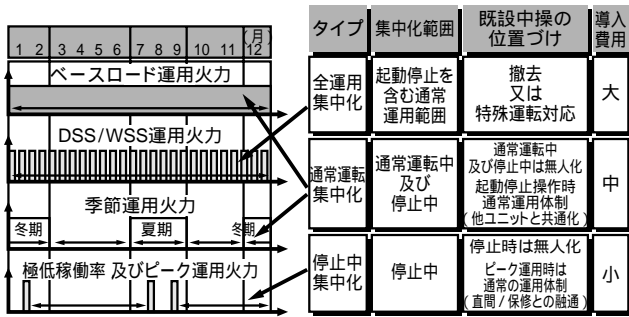 (月)
1 2 3 4 5 6 7 8 9 10 11 12
ベースロード運用火力
DSS/WSS運用火力
季節運用火力
冬期 夏期 冬期
極低稼働率 及びピーク運用火力
タイプ 集中化範囲 既設中操の位置づけ 導入費用
全運用
集中化
起動停止を
含む通常
運用範囲
撤去
又は
特殊運転対応
大
通常運転
集中化
通常運転中
及び
停止中
通常運転中
及び停止中は無人化
起動停止操作時
通常運用体制
(他ユニットと共通化)
中
停止中
集中化
停止中
停止時は無人化
ピーク運用時は
通常の運用体制
(直間/保修との融通)
小